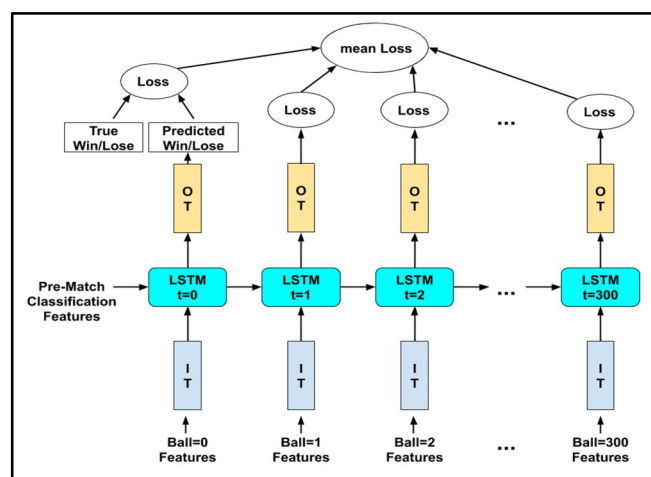 mean Loss
Loss
Loss
Loss
...
Loss
True
Win/Lose
Predicted
Win/Lose
O
T
O
T
O
T
O
T
Pre-Match
Classification
Features
LSTM
t=0
LSTM
t=1
LSTM
t=2
...
LSTM
t=300
I
T
I
T
I
T
I
T
Ball=0
Features
Ball=1
Features
Ball=2
Features
...
Ball=300
Features